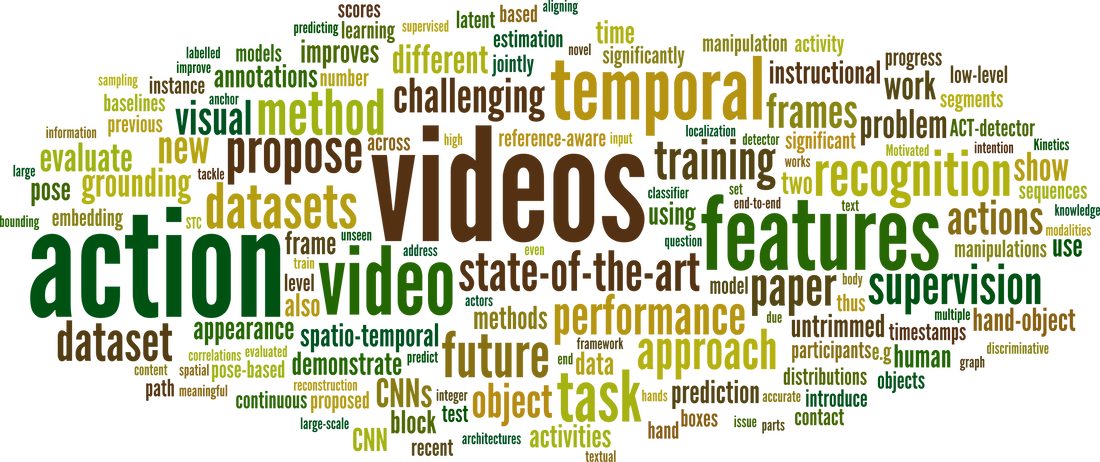 scores
latent
based
aligning
predicting
learning
supervised
estimation
novel
time
labelled
models
improves
different
jointly
significantly
manipulation
activity
improve
annotations
number
temporal
instructional
progress
sampling
instance
anchor
challenging
work
low-level
baselines
visual
method
frames
segments
information
previous
new
propose
across
high
reference-aware
input
localization
detector
significant
problem
ACT-detector
large
evaluate
tackle
videos
training
works
Motivated
intention
Kinetics
pose
grounding
datasets
classifier
two
recognition
show
sequences
bounding
embedding
STC
using
set
end-to-end
text
actions
knowledge
modalities
action
frame
unseen
address
even
question
features
manipulations
use
train
level
video
state-of-the-art
model
paper
body
supervision
also
actors
thus
dataset
appearance
spatio-temporal
methods
performance
due
untrimmed
timestamps
multiple
hand-object
correlations
evaluated
demonstrate
predict
future
framework
approach
participants
e.g
human
graph
discriminative
content
spatial
pose-based
end
data
distributions
objects
path
meaningful
reconstruction
CNNs
integer
object
task
hands
prediction
accurate
introduce
continuous
proposed
block
test
boxes
issue
parts
contact
large-scale
CNN
recent
architectures
activities
hand
textual